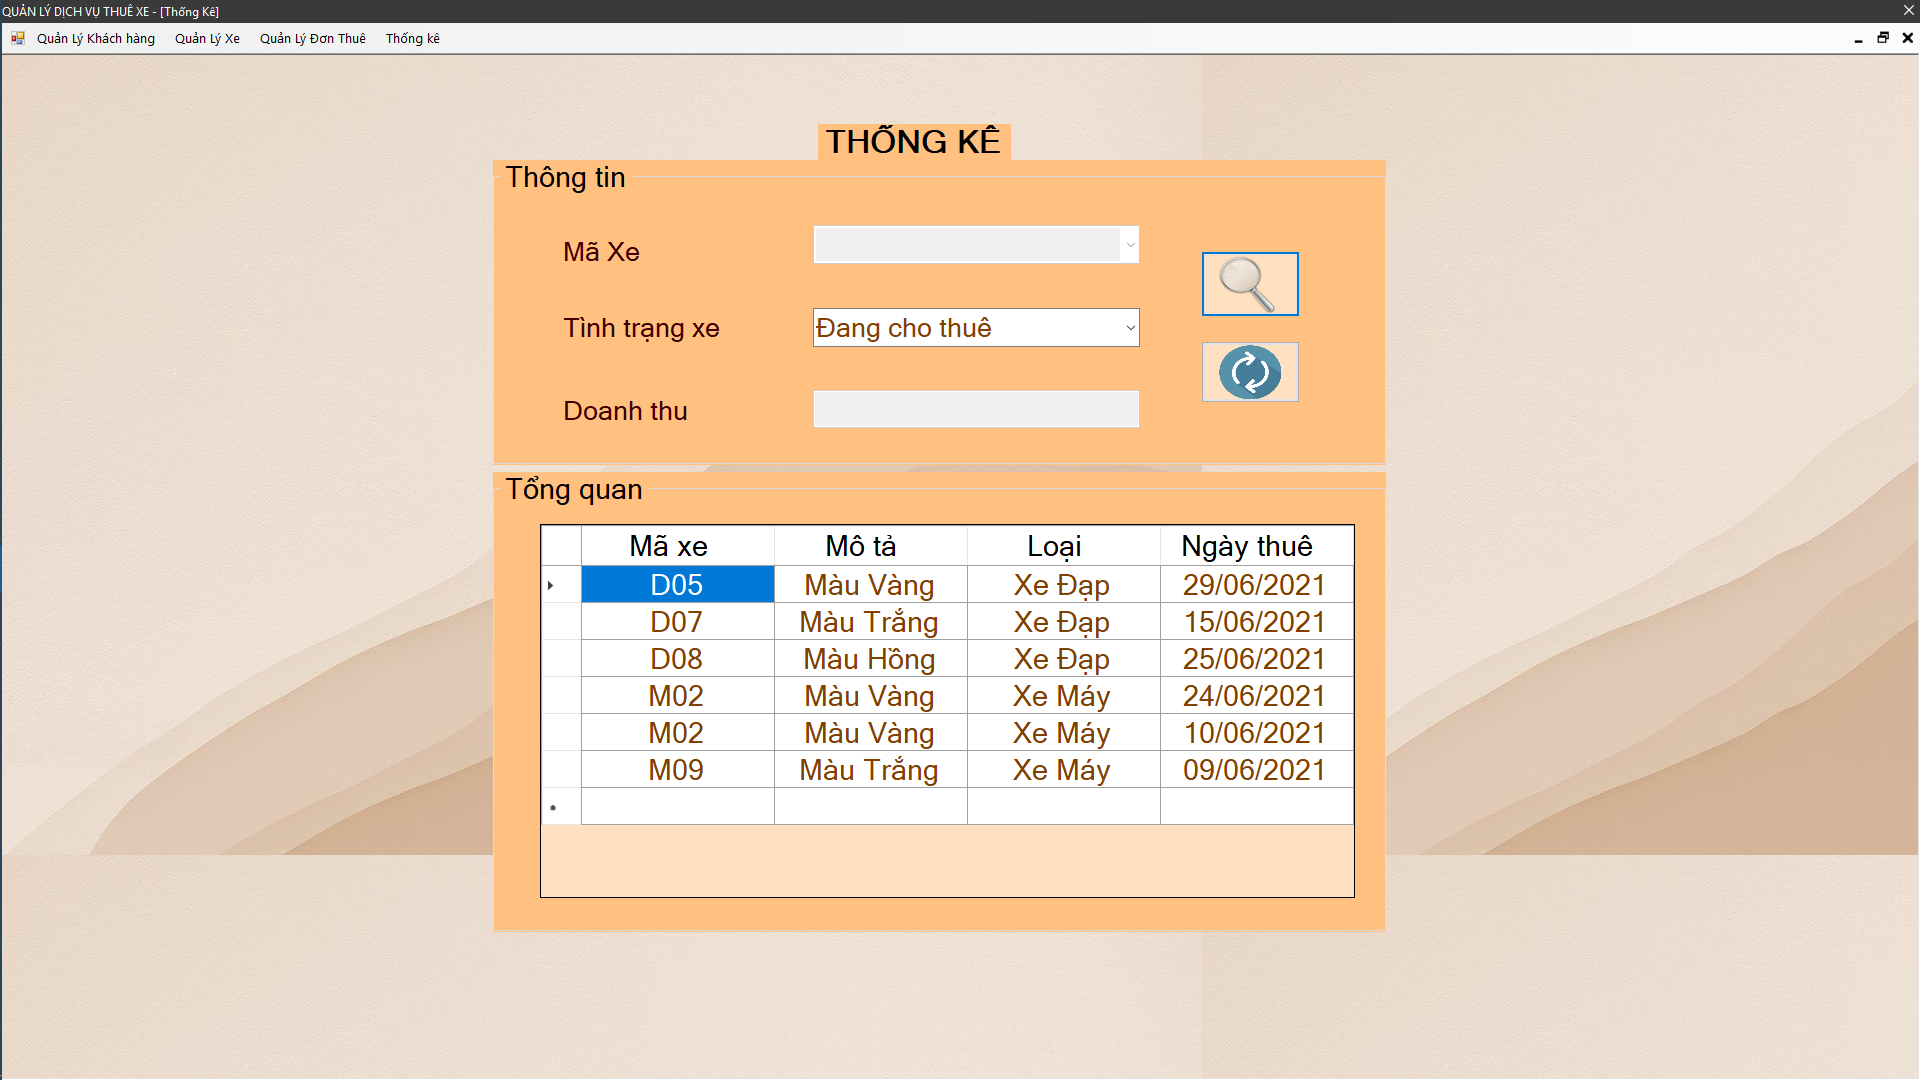 QUẢN LÝ DỊCH VỤ THUÊ XE - [Thống Kê]
Quản Lý Khách hàng Quản Lý Xe Quản Lý Đơn Thuê Thống kê
THỐNG KÊ
Thông tin
Mã Xe
Tình trạng xe Đang cho thuê
Doanh thu
Tổng quan
Mã xe Mô tả Loại Ngày thuê
D05 Màu Vàng Xe Đạp 29/06/2021
D07 Màu Trắng Xe Đạp 15/06/2021
D08 Màu Hồng Xe Đạp 25/06/2021
M02 Màu Vàng Xe Máy 24/06/2021
M02 Màu Vàng Xe Máy 10/06/2021
M09 Màu Trắng Xe Máy 09/06/2021